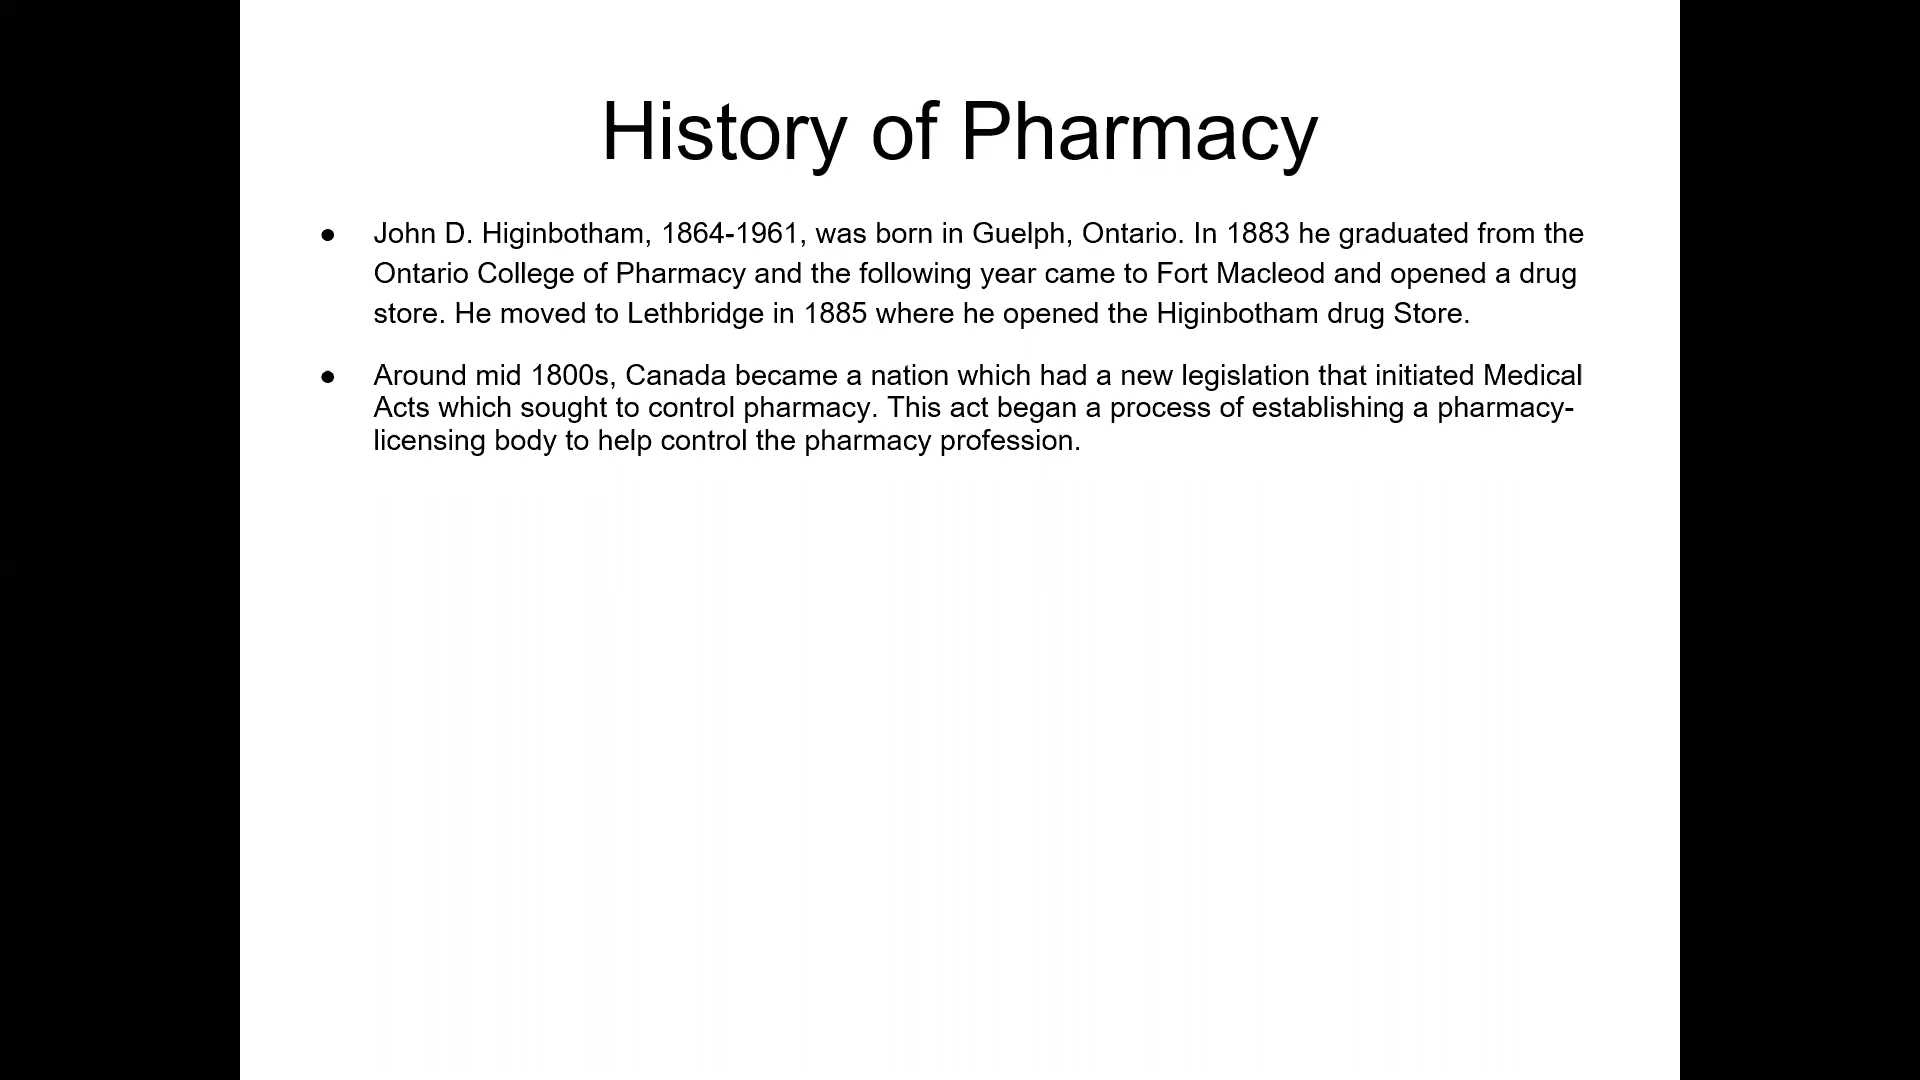 History of Pharmacy
● John D. Higinbotham, 1864-1961, was born in Guelph, Ontario. In 1883 he graduated from the
Ontario College of Pharmacy and the following year came to Fort Macleod and opened a drug
store. He moved to Lethbridge in 1885 where he opened the Higinbotham drug Store.
● Around mid 1800s, Canada became a nation which had a new legislation that initiated Medical
Acts which sought to control pharmacy. This act began a process of establishing a pharmacy-
licensing body to help control the pharmacy profession.